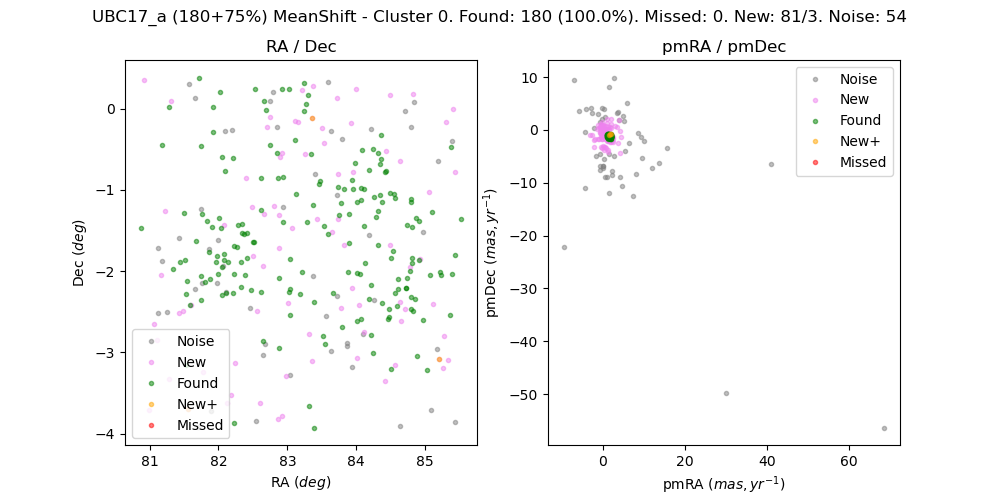 UBC17_a (180+75%) MeanShift - Cluster 0. Found: 180 (100.0%). Missed: 0. New: 81/3. Noise: 54
RA / Dec
pmRA / pmDec
Dec (deg)
0
−1
−2
−3
−4
81
82
83
84
85
RA (deg)
Noise
New
Found
New+
Missed
pmDec (mas, yr⁻¹)
10
0
−10
−20
−30
−40
−50
0
20
40
60
pmRA (mas, yr⁻¹)
Noise
New
Found
New+
Missed